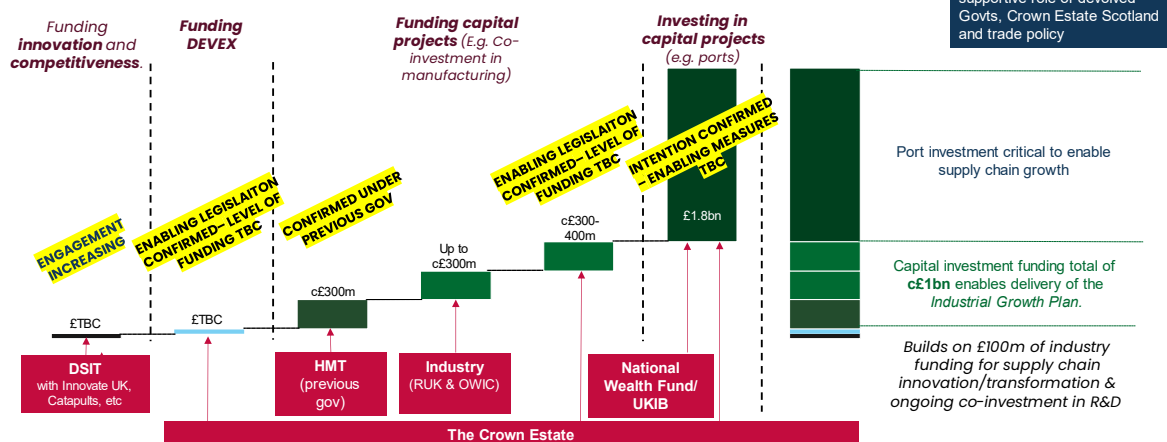 supportive role of devolved
Govts, Crown Estate Scotland
and trade policy
Funding
innovation and
competitiveness.
Funding
DEVEX
Funding capital
projects (E.g. Co-
investment in
manufacturing)
Investing in
capital projects
(e.g. ports)
ENGAGEMENT
INCREASING
ENABLING LEGISLAITON
CONFIRMED– LEVEL OF
FUNDING TBC
CONFIRMED UNDER
PREVIOUS GOV
ENABLING LEGISLAITON
CONFIRMED– LEVEL OF
FUNDING TBC
INTENTION CONFIRMED
– ENABLING MEASURES
TBC
£TBC
£TBC
c£300m
Up to
c£300m
c£300-
400m
£1.8bn
Port investment critical to enable
supply chain growth
Capital investment funding total of
c£1bn enables delivery of the
Industrial Growth Plan.
Builds on £100m of industry
funding for supply chain
innovation/transformation &
ongoing co-investment in R&D
DSIT
with Innovate UK,
Catapults, etc
HMT
(previous
gov)
Industry
(RUK & OWIC)
National
Wealth Fund/
UKIB
The Crown Estate